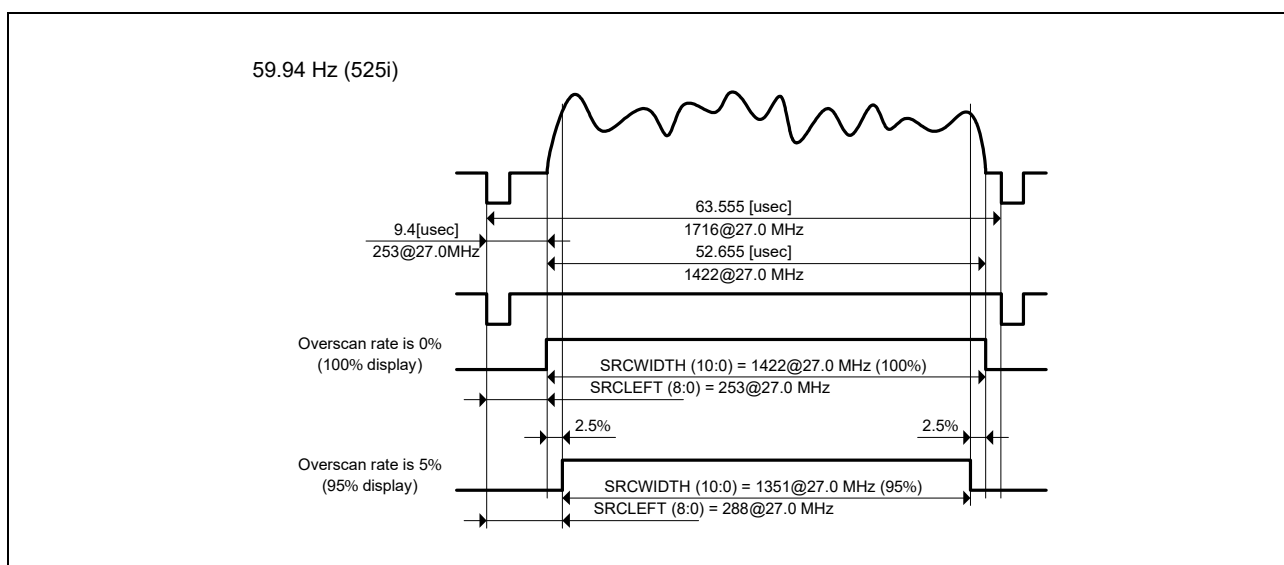 59.94 Hz (525i)
63.555 [usec]
1716@27.0 MHz
9.4[usec]
253@27.0MHz
52.655 [usec]
1422@27.0 MHz
Overscan rate is 0%
(100% display)
SRCWIDTH (10:0) = 1422@27.0 MHz (100%)
SRCLEFT (8:0) = 253@27.0 MHz
2.5%
2.5%
Overscan rate is 5%
(95% display)
SRCWIDTH (10:0) = 1351@27.0 MHz (95%)
SRCLEFT (8:0) = 288@27.0 MHz